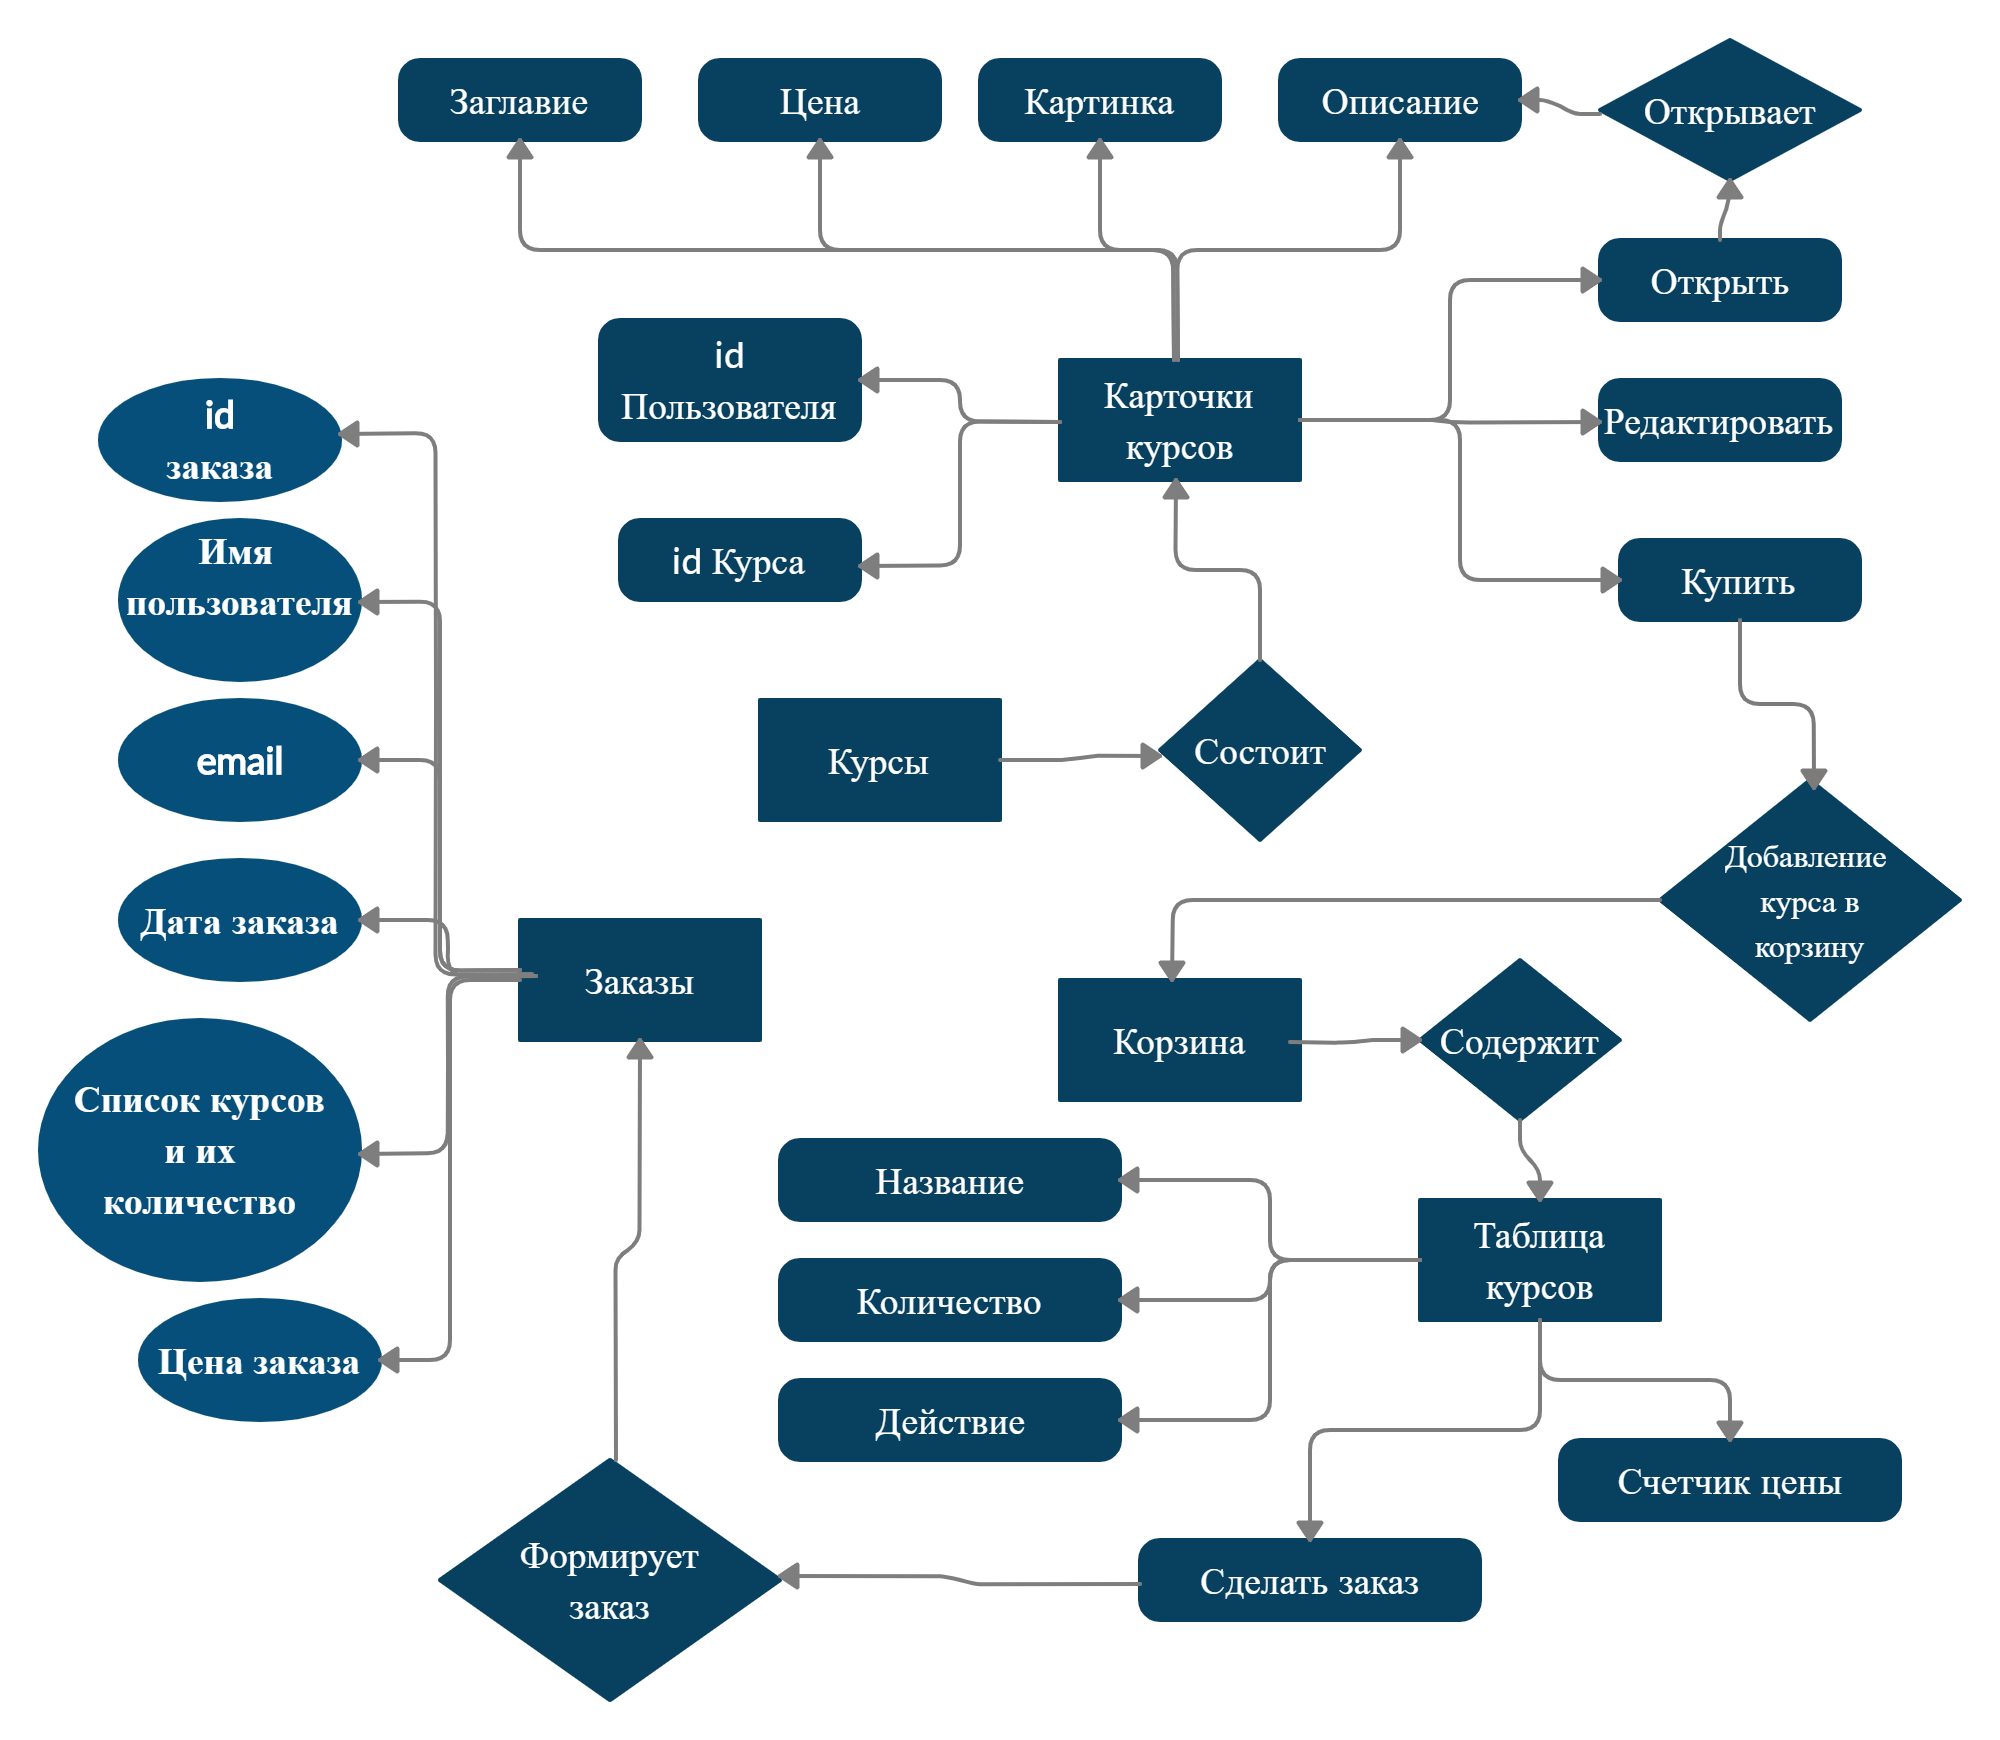 Заглавие
Цена
Картинка
Описание
Открывает
Открыть
id
Пользователя
Карточки
курсов
Редактировать
id
заказа
Имя
пользователя
id Курса
Купить
email
Курсы
Состоит
Добавление
курса в
корзину
Дата заказа
Заказы
Корзина
Содержит
Список курсов
и их
количество
Название
Таблица
курсов
Количество
Цена заказа
Действие
Счетчик цены
Формирует
заказ
Сделать заказ